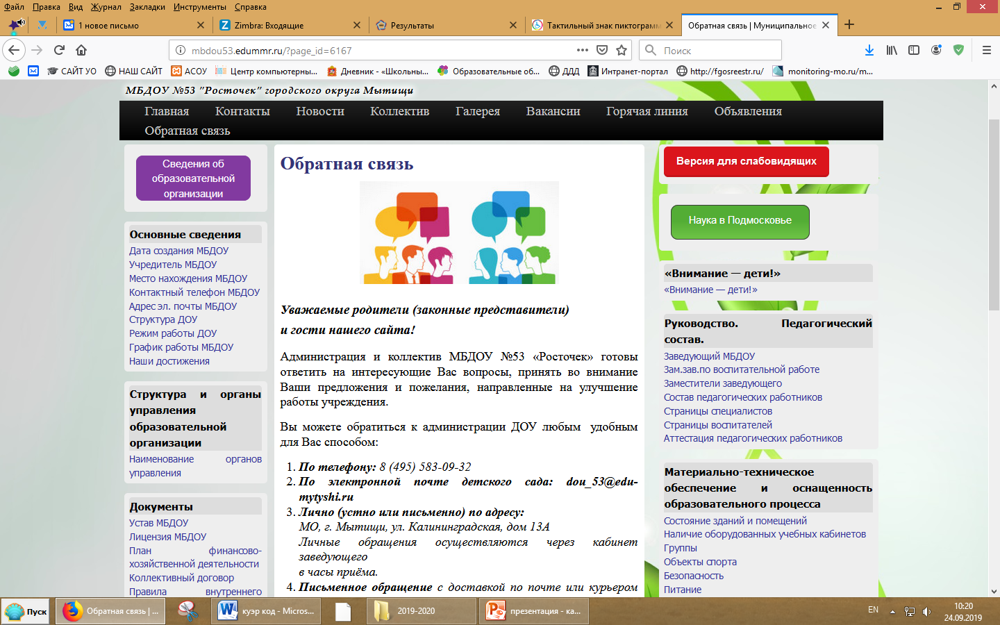 Файл Правка Вид Журнал Закладки Инструменты Справка
1 новое письмо
Zimbra: Входящие
Результаты
Тактильный знак пиктограмм
Обратная связь | Муниципальное
mbdou53.edummr.ru/?page_id=6167
Поиск
САЙТ УО
НАШ САЙТ
АСОУ
Центр компьютерны...
Дневник - «Школьны...
Образовательные об...
ДДД
Интранет-портал
http://fgosreestr.ru/
monitoring-mo.ru/m...
МБДОУ №53 "Росточек" городского округа Мытищи
Главная Контакты Новости Коллектив Галерея Вакансии Горячая линия Объявления
Обратная связь
Сведения об
образовательной
организации
Основные сведения
Дата создания МБДОУ
Учредитель МБДОУ
Место нахождения МБДОУ
Контактный телефон МБДОУ
Адрес эл. почты МБДОУ
Структура ДОУ
Режим работы ДОУ
График работы МБДОУ
Наши достижения
Структура и органы
управления
образовательной
организации
Наименование органов
управления
Документы
Устав МБДОУ
Лицензия МБДОУ
План финансово-
хозяйственной деятельности
Коллективный договор
Правила внутреннего
Обратная связь
Уважаемые родители (законные представители)
и гости нашего сайта!
Администрация и коллектив МБДОУ №53 «Росточек» готовы
ответить на интересующие Вас вопросы, принять во внимание
Ваши предложения и пожелания, направленные на улучшение
работы учреждения.
Вы можете обратиться к администрации ДОУ любым удобным
для Вас способом:
1. По телефону: 8 (495) 583-09-32
2. По электронной почте детского сада: dou_53@edu-
mytyshi.ru
3. Лично (устно или письменно) по адресу:
МО, г. Мытищи, ул. Калининградская, дом 13А
Личные обращения осуществляются через кабинет
заведующего
в часы приёма.
4. Письменное обращение с доставкой по почте или курьером
Версия для слабовидящих
Наука в Подмосковье
«Внимание — дети!»
«Внимание — дети!»
Руководство. Педагогический
состав.
Заведующий МБДОУ
Зам.зав.по воспитательной работе
Заместители заведующего
Состав педагогических работников
Страницы специалистов
Страницы воспитателей
Аттестация педагогических работников
Материально-техническое
обеспечение и оснащенность
образовательного процесса
Состояние зданий и помещений
Наличие оборудованных учебных кабинетов
Группы
Объекты спорта
Безопасность
Питание
Пуск
Обратная связь | ...
куэр код - Micros...
2019-2020
презентация - ка...
EN
10:20
24.09.2019